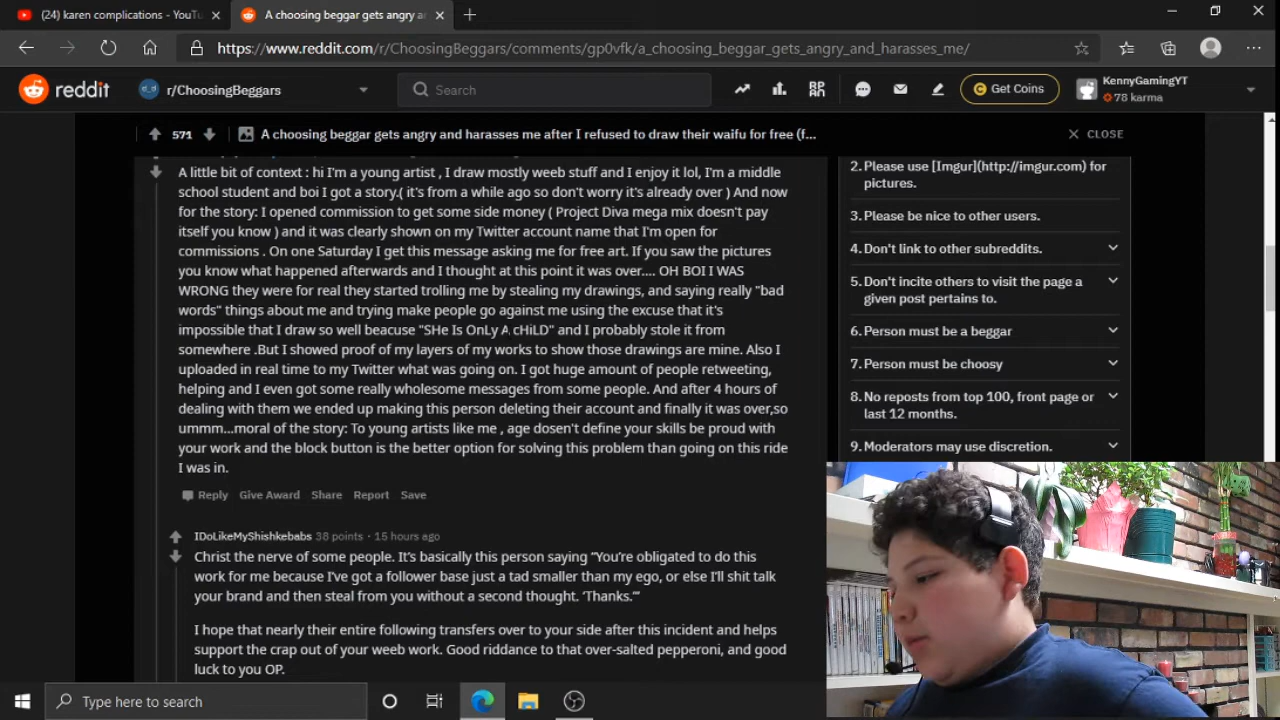 (24) karen complications - YouT
A choosing beggar gets angry ar
https://www.reddit.com/r/ChoosingBeggars/comments/gp0vfk/a_choosing_beggar_gets_angry_and_harasses_me/
reddit
r/ChoosingBeggars
Search
Get Coins
KennyGamingYT
78 karma
571
A choosing beggar gets angry and harasses me after I refused to draw their waifu for free (f...
CLOSE
A little bit of context : hi I'm a young artist , I draw mostly weeb stuff and I enjoy it lol, I'm a middle
school student and boi I got a story.( it's from a while ago so don't worry it's already over ) And now
for the story: I opened commission to get some side money ( Project Diva mega mix doesn't pay
itself you know ) and it was clearly shown on my Twitter account name that I'm open for
commissions . On one Saturday I get this message asking me for free art. If you saw the pictures
you know what happened afterwards and I thought at this point it was over.... OH BOI I WAS
WRONG they were for real they started trolling me by stealing my drawings, and saying really "bad
words" things about me and trying make people go against me using the excuse that it's
impossible that I draw so well beacuse "SHe Is OnLy A cHiLD" and I probably stole it from
somewhere .But I showed proof of my layers of my works to show those drawings are mine. Also I
uploaded in real time to my Twitter what was going on. I got huge amount of people retweeting,
helping and I even got some really wholesome messages from some people. And after 4 hours of
dealing with them we ended up making this person deleting their account and finally it was over,so
ummm...moral of the story: To young artists like me , age dosen't define your skills be proud with
your work and the block button is the better option for solving this problem than going on this ride
I was in.
Reply Give Award Share Report Save
IDoLikeMyShishkebabs 38 points · 15 hours ago
Christ the nerve of some people. It's basically this person saying “You're obligated to do this
work for me because I've got a follower base just a tad smaller than my ego, or else I'll shit talk
your brand and then steal from you without a second thought. ‘Thanks.’”
I hope that nearly their entire following transfers over to your side after this incident and helps
support the crap out of your weeb work. Good riddance to that over-salted pepperoni, and good
luck to you OP.
2. Please use [Imgur](http://imgur.com) for
pictures.
3. Please be nice to other users.
4. Don't link to other subreddits.
5. Don't incite others to visit the page a
given post pertains to.
6. Person must be a beggar
7. Person must be choosy
8. No reposts from top 100, front page or
last 12 months.
9. Moderators may use discretion.
Type here to search